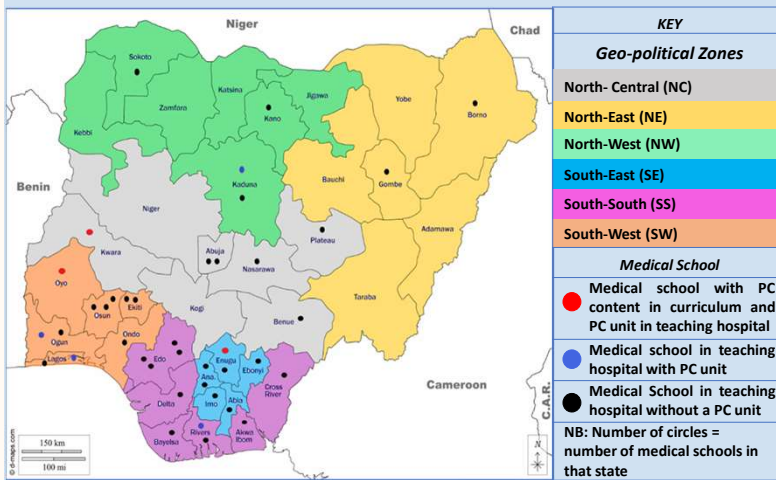 Niger
Chad
Benin
Cameroon
C.A.R.
Sokoto
Katsina
Jigawa
Zamfara
Kano
Kebbi
Kaduna
Yobe
Borno
Bauchi
Gombe
Adamawa
Niger
Kwara
Abuja
Nasarawa
Plateau
Taraba
Kogi
Benue
Oyo
Osun
Ekiti
Ogun
Ondo
Lagos
Edo
Enugu
Ebonyi
Ana.
Cross
River
Delta
Imo
Abia
Bayelsa
Rivers
Akwa
Ibom
150 km
100 mi
N
© d-maps.com
KEY
Geo-political Zones
North- Central (NC)
North-East (NE)
North-West (NW)
South-East (SE)
South-South (SS)
South-West (SW)
Medical School
Medical school with PC
content in curriculum and
PC unit in teaching hospital
Medical school in teaching
hospital with PC unit
Medical School in teaching
hospital without a PC unit
NB: Number of circles =
number of medical schools in
that state